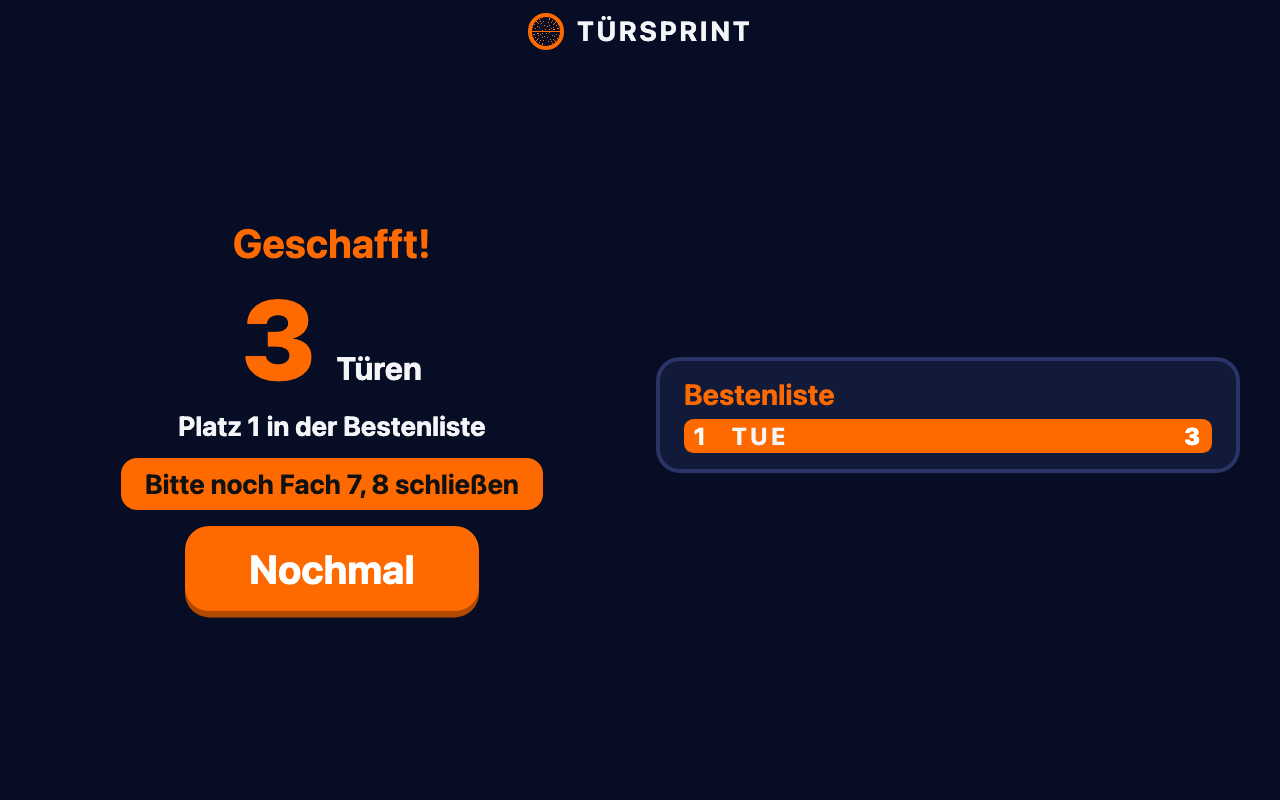 TÜRSPRINT
Geschafft!
3 Türen
Platz 1 in der Bestenliste
Bitte noch Fach 7, 8 schließen
Nochmal
Bestenliste
1 TUE 3